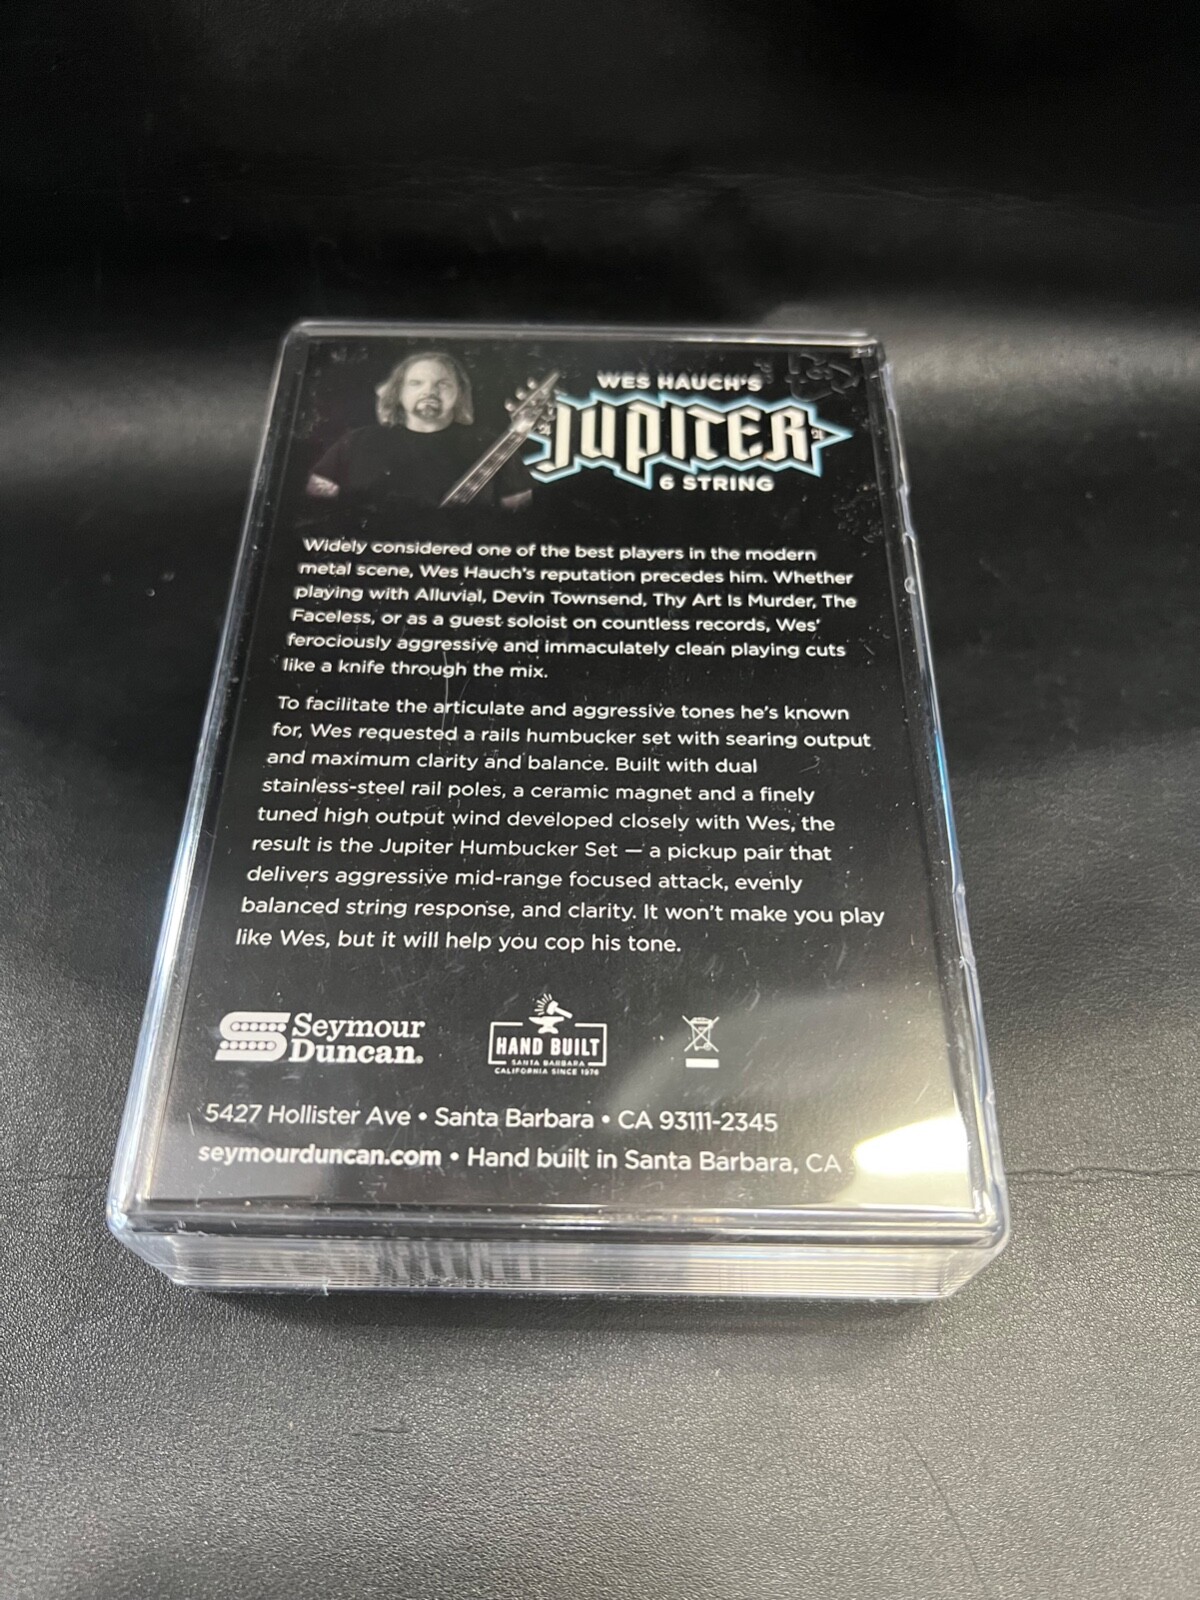 WES HAUCH'S
JUPITER
6 STRING
Widely considered one of the best players in the modern
metal scene, Wes Hauch's reputation precedes him. Whether
playing with Alluvial, Devin Townsend, Thy Art Is Murder, The
Faceless, or as a guest soloist on countless records, Wes'
ferociously aggressive and immaculately clean playing cuts
like a knife through the mix.
To facilitate the articulate and aggressive tones he's known
for, Wes requested a rails humbucker set with searing output
and maximum clarity and balance. Built with dual
stainless-steel rail poles, a ceramic magnet and a finely
tuned high output wind developed closely with Wes, the
result is the Jupiter Humbucker Set — a pickup pair that
delivers aggressive mid-range focused attack, evenly
balanced string response, and clarity. It won't make you play
like Wes, but it will help you cop his tone.
Seymour
Duncan.
HAND BUILT
SANTA BARBARA
CALIFORNIA SINCE 1976
5427 Hollister Ave • Santa Barbara • CA 93111-2345
seymourduncan.com • Hand built in Santa Barbara, CA